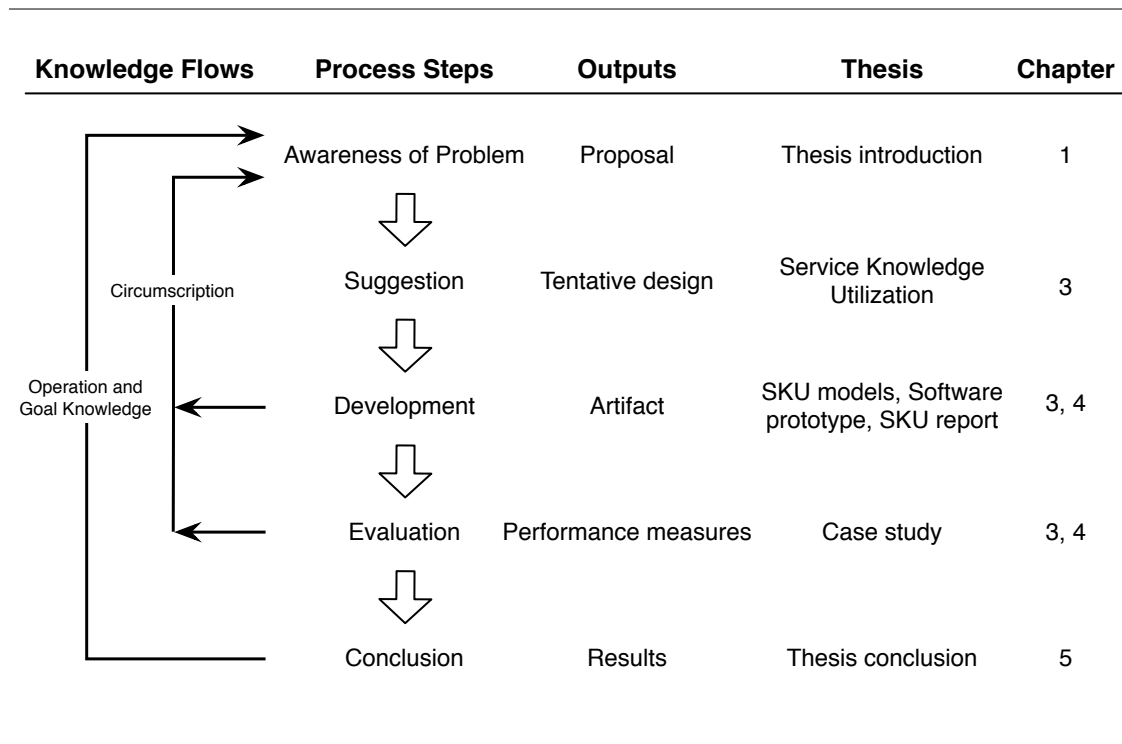 Knowledge Flows Process Steps Outputs Thesis Chapter
Awareness of Problem Proposal Thesis introduction 1
Circumscription
Suggestion Tentative design Service Knowledge
Utilization 3
Operation and
Goal Knowledge
Development Artifact SKU models, Software
prototype, SKU report 3, 4
Evaluation Performance measures Case study 3, 4
Conclusion Results Thesis conclusion 5